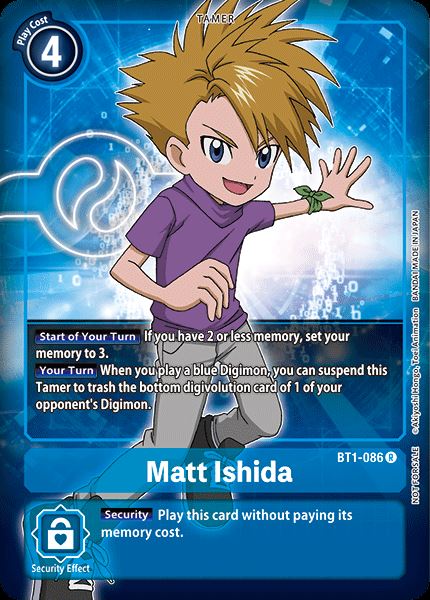 TAMER
Play Cost
4
Start of Your Turn If you have 2 or less memory, set your
memory to 3.
Your Turn When you play a blue Digimon, you can suspend this
Tamer to trash the bottom digivolution card of 1 of your
opponent's Digimon.
BT1-086 R
Matt Ishida
Security Play this card without paying its
memory cost.
Security Effect
©Akiyoshi Hongo, Toei Animation BANDAI MADE IN JAPAN
NOT FOR SALE